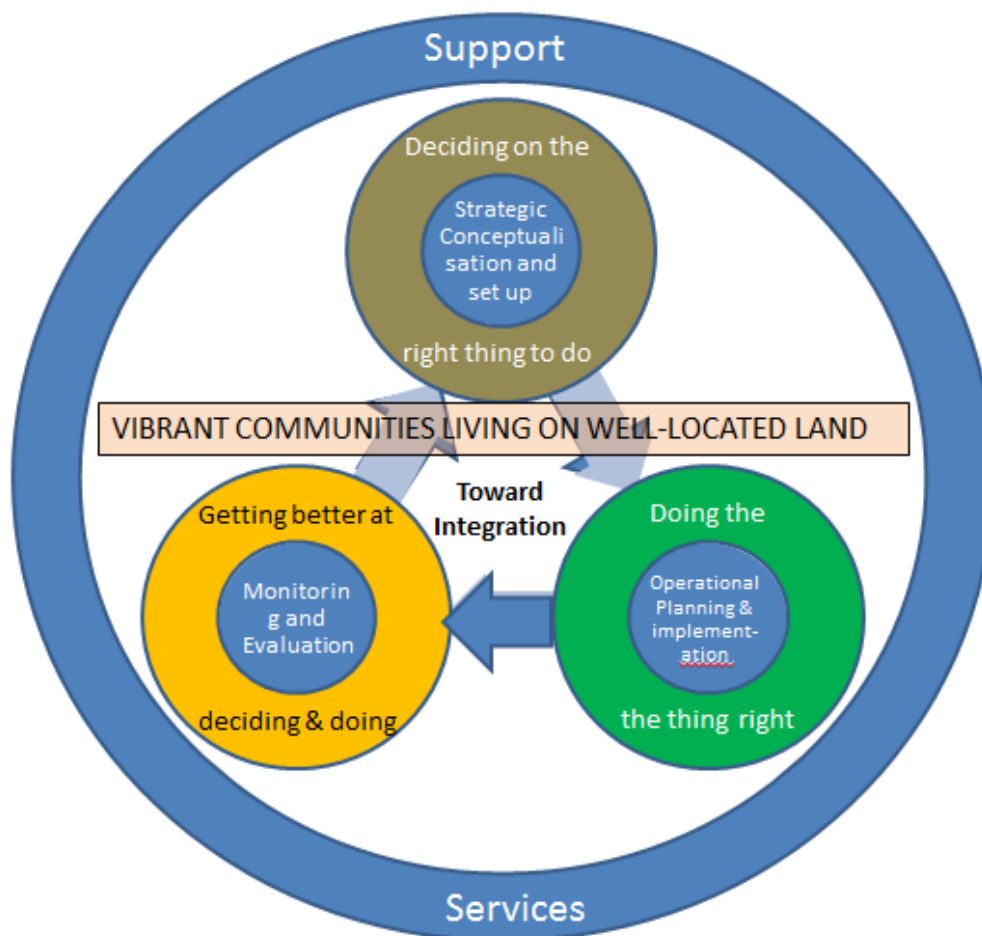 Support
Deciding on the
Strategic
Conceptuali
sation and
set up
right thing to do
VIBRANT COMMUNITIES LIVING ON WELL-LOCATED LAND
Toward
Integration
Getting better at
Monitorin
g and
Evaluation
deciding & doing
Doing the
Operational
Planning &
implement-
ation
the thing right
Services